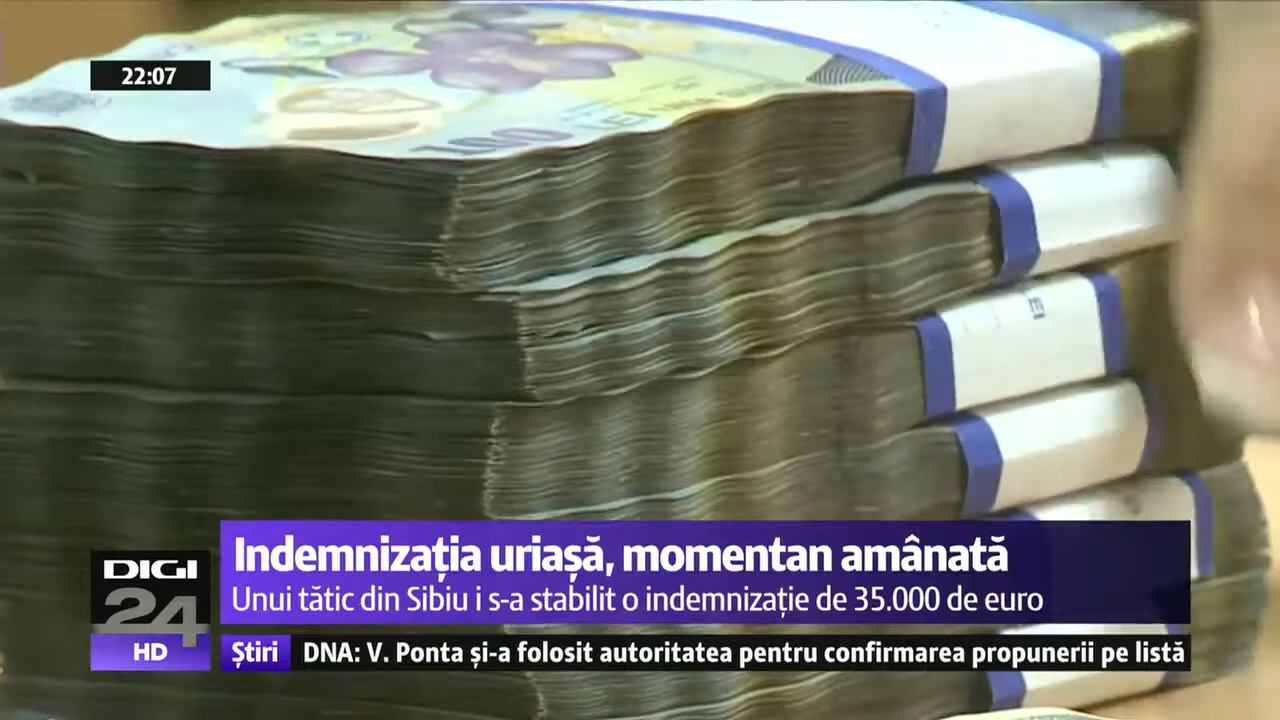 22:07
100
Indemnizația uriașă, momentan amânată
Unui tătic din Sibiu i s-a stabilit o indemnizație de 35.000 de euro
DIGI
24
HD
Știri
DNA: V. Ponta și-a folosit autoritatea pentru confirmarea propunerii pe listă